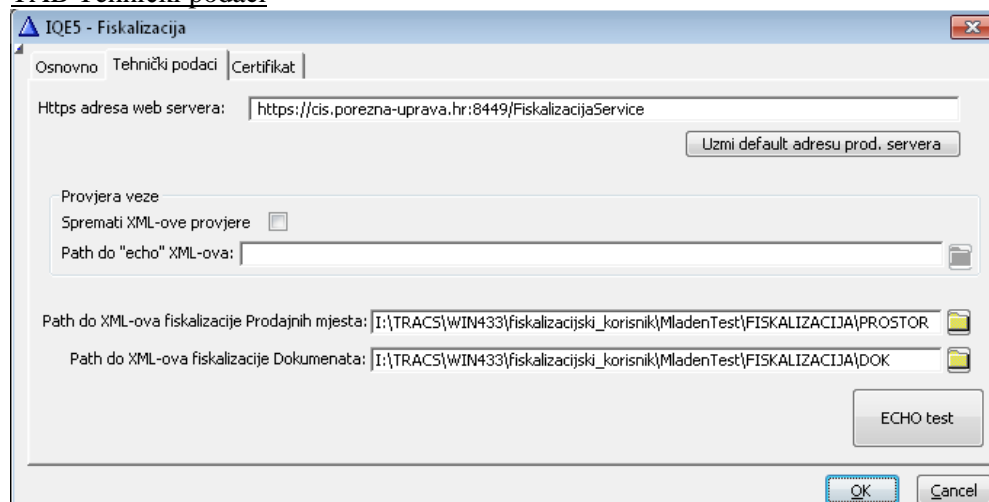 TAB Tehnički podaci
IQE5 - Fiskalizacija
Osnovno Tehnički podaci Certifikat
Https adresa web servera: https://cis.porezna-uprava.hr:8449/FiskalizacijaService
Uzmi default adresu prod. servera
Provjera veze
Spremati XML-ove provjere
Path do "echo" XML-ova:
Path do XML-ova fiskalizacije Prodajnih mjesta: I:\TRACS\WIN433\fiskalizacijski_korisnik\MladenTest\FISKALIZACIJA\PROSTOR
Path do XML-ova fiskalizacije Dokumenata: I:\TRACS\WIN433\fiskalizacijski_korisnik\MladenTest\FISKALIZACIJA\DOK
ECHO test
OK Cancel